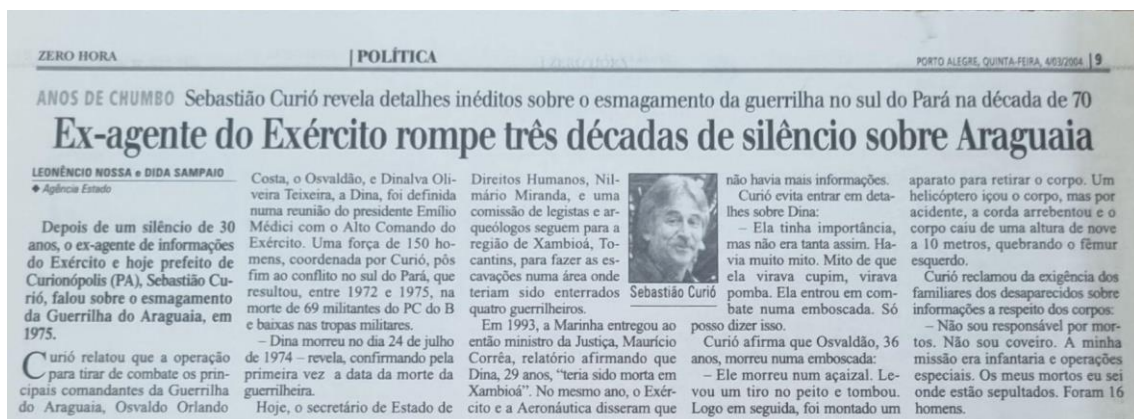 ZERO HORA
| POLÍTICA
PORTO ALEGRE, QUINTA-FEIRA, 4/03/2004 | 9
ANOS DE CHUMBO Sebastião Curió revela detalhes inéditos sobre o esmagamento da guerrilha no sul do Pará na década de 70
Ex-agente do Exército rompe três décadas de silêncio sobre Araguaia
LEONÊNCIO NOSSA e DIDA SAMPAIO
◆ Agência Estado
Depois de um silêncio de 30
anos, o ex-agente de informações
do Exército e hoje prefeito de
Curionópolis (PA), Sebastião Cu-
rió, falou sobre o esmagamento
da Guerrilha do Araguaia, em
1975.
Curió relatou que a operação
para tirar de combate os prin-
cipais comandantes da Guerrilha
do Araguaia, Osvaldo Orlando
Costa, o Osvaldão, e Dinalva Oli-
veira Teixeira, a Dina, foi definida
numa reunião do presidente Emílio
Médici com o Alto Comando do
Exército. Uma força de 150 ho-
mens, coordenada por Curió, pôs
fim ao conflito no sul do Pará, que
resultou, entre 1972 e 1975, na
morte de 69 militantes do PC do B
e baixas nas tropas militares.
– Dina morreu no dia 24 de julho
de 1974 – revela, confirmando pela
primeira vez a data da morte da
guerrilheira.
Hoje, o secretário de Estado de
Direitos Humanos, Nil-
mário Miranda, e uma
comissão de legistas e ar-
queólogos seguem para a
região de Xambioá, To-
cantins, para fazer as es-
cavações numa área onde
teriam sido enterrados
quatro guerrilheiros.
Em 1993, a Marinha entregou ao
então ministro da Justiça, Maurício
Corrêa, relatório afirmando que
Dina, 29 anos, “teria sido morta em
Xambioá”. No mesmo ano, o Exér-
cito e a Aeronáutica disseram que
Sebastião Curió
não havia mais informações.
Curió evita entrar em deta-
lhes sobre Dina:
– Ela tinha importância,
mas não era tanta assim. Ha-
via muito mito. Mito de que
ela virava cupim, virava
pomba. Ela entrou em com-
bate numa emboscada. Só
posso dizer isso.
Curió afirma que Osvaldão, 36
anos, morreu numa emboscada:
– Ele morreu num açaizal. Le-
vou um tiro no peito e tombou.
Logo em seguida, foi montado um
aparato para retirar o corpo. Um
helicóptero içou o corpo, mas por
acidente, a corda arrebentou e o
corpo caiu de uma altura de nove
a 10 metros, quebrando o fêmur
esquerdo.
Curió reclamou da exigência dos
familiares dos desaparecidos sobre
informações a respeito dos corpos:
– Não sou responsável por mor-
tos. Não sou coveiro. A minha
missão era infantaria e operações
especiais. Os meus mortos eu sei
onde estão sepultados. Foram 16
homens.